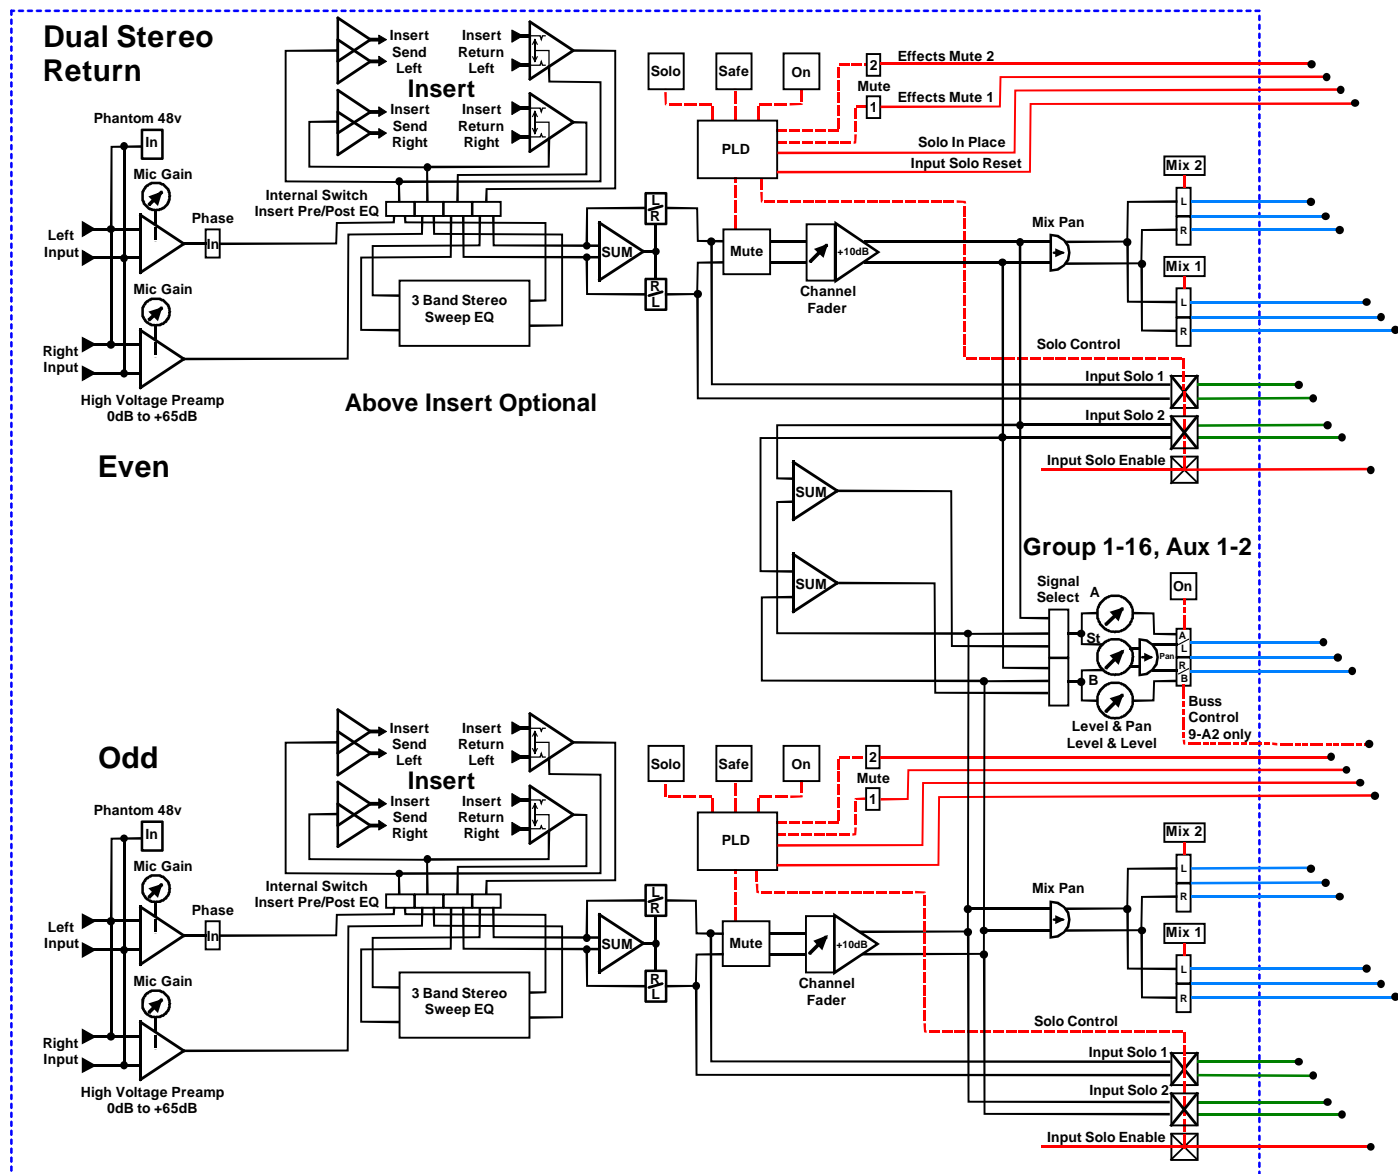 Dual Stereo
Return
Insert
Send
Left
Insert
Return
Left
Insert
Insert
Send
Right
Insert
Return
Right
Solo
Safe
On
2
Effects Mute 2
Mute
1
Effects Mute 1
PLD
Solo In Place
Input Solo Reset
Phantom 48v
In
Mic Gain
Phase
In
Left
Input
Internal Switch
Insert Pre/Post EQ
L
R
SUM
R
L
Mute
+10dB
Channel
Fader
Mix Pan
Mix 2
L
R
Mix 1
L
R
Mic Gain
3 Band Stereo
Sweep EQ
Right
Input
High Voltage Preamp
0dB to +65dB
Above Insert Optional
Solo Control
Input Solo 1
Input Solo 2
Input Solo Enable
Even
SUM
SUM
Group 1-16, Aux 1-2
Signal
Select
A
On
St
Pan
A
L
R
B
B
Level & Pan
Level & Level
Buss
Control
9-A2 only
Odd
Insert
Send
Left
Insert
Return
Left
Insert
Insert
Send
Right
Insert
Return
Right
Solo
Safe
On
2
Mute
1
PLD
Phantom 48v
In
Mic Gain
Phase
In
Left
Input
Internal Switch
Insert Pre/Post EQ
L
R
SUM
R
L
Mute
+10dB
Channel
Fader
Mix Pan
Mix 2
L
R
Mix 1
L
R
Mic Gain
3 Band Stereo
Sweep EQ
Right
Input
High Voltage Preamp
0dB to +65dB
Solo Control
Input Solo 1
Input Solo 2
Input Solo Enable